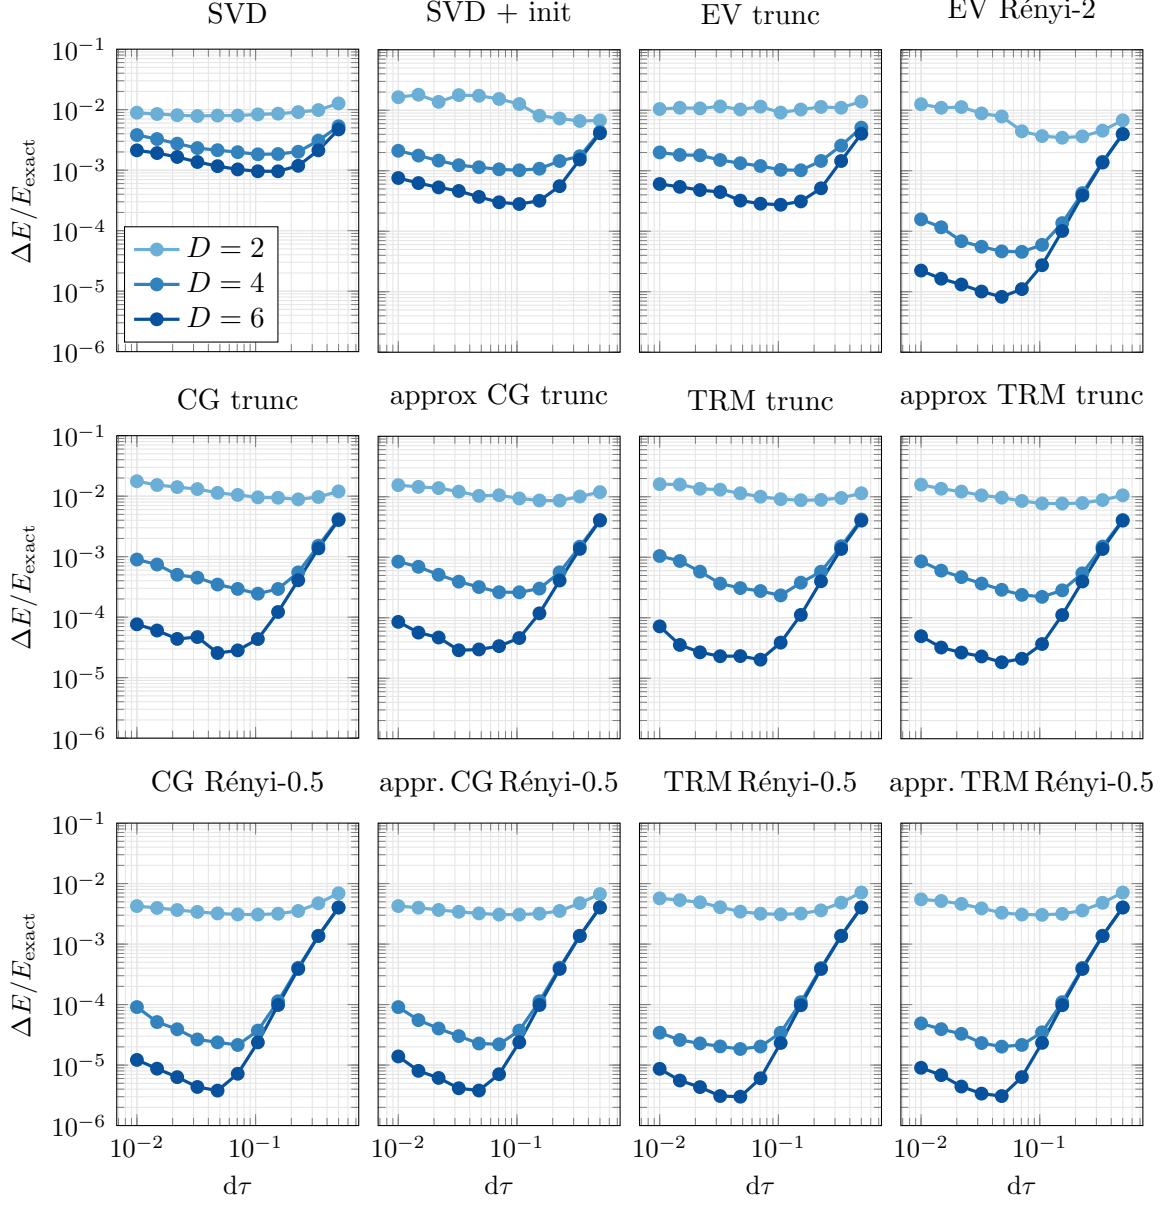 SVD
SVD + init
EV trunc
EV Rényi-2
ΔE/E_exact
10⁻¹
10⁻²
10⁻³
10⁻⁴
10⁻⁵
10⁻⁶
D = 2
D = 4
D = 6
CG trunc
approx CG trunc
TRM trunc
approx TRM trunc
ΔE/E_exact
10⁻¹
10⁻²
10⁻³
10⁻⁴
10⁻⁵
10⁻⁶
CG Rényi-0.5
appr. CG Rényi-0.5
TRM Rényi-0.5
appr. TRM Rényi-0.5
ΔE/E_exact
10⁻¹
10⁻²
10⁻³
10⁻⁴
10⁻⁵
10⁻⁶
10⁻² 10⁻¹
10⁻² 10⁻¹
10⁻² 10⁻¹
10⁻² 10⁻¹
dτ
dτ
dτ
dτ